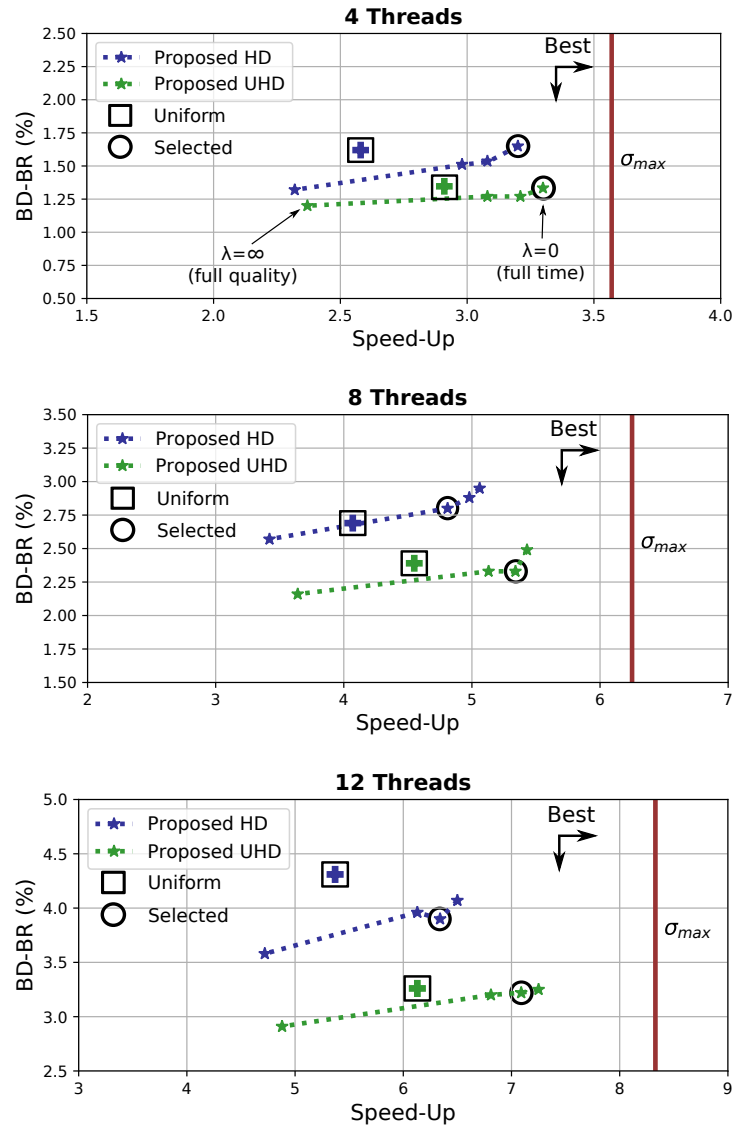 4 Threads
2.50
2.25
2.00
1.75
1.50
1.25
1.00
0.75
0.50
BD-BR (%)
Proposed HD
Proposed UHD
Uniform
Selected
Best
σmax
λ=∞
(full quality)
λ=0
(full time)
1.5 2.0 2.5 3.0 3.5 4.0
Speed-Up
8 Threads
3.50
3.25
3.00
2.75
2.50
2.25
2.00
1.75
1.50
BD-BR (%)
Proposed HD
Proposed UHD
Uniform
Selected
Best
σmax
2 3 4 5 6 7
Speed-Up
12 Threads
5.0
4.5
4.0
3.5
3.0
2.5
BD-BR (%)
Proposed HD
Proposed UHD
Uniform
Selected
Best
σmax
3 4 5 6 7 8 9
Speed-Up